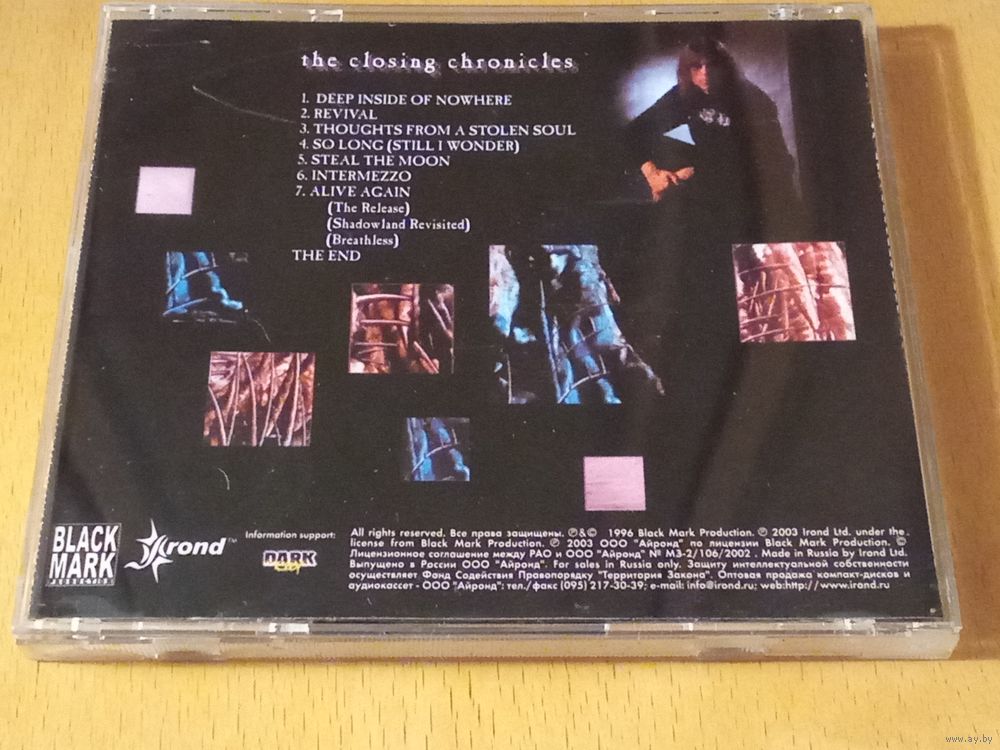 the closing chronicles
1. DEEP INSIDE OF NOWHERE
2. REVIVAL
3. THOUGHTS FROM A STOLEN SOUL
4. SO LONG (STILL I WONDER)
5. STEAL THE MOON
6. INTERMEZZO
7. ALIVE AGAIN
(The Release)
(Shadowland Revisited)
(Breathless)
THE END
BLACK
MARK
irond™
Information support:
DARK
All rights reserved. Все права защищены. ℗&© 1996 Black Mark Production. ℗ 2003 Irond Ltd. under the
license from Black Mark Production. ℗ 2003 ООО "Айронд" по лицензии Black Mark Production. ©
Лицензионное соглашение между РАО и ООО "Айронд" № МЗ-2/106/2002 . Made in Russia by Irond Ltd.
Выпущено в России ООО "Айронд". For sales in Russia only. Защиту интеллектуальной собственности
осуществляет Фонд Содействия Правопорядку "Территория Закона". Оптовая продажа компакт-дисков и
аудиокассет - ООО "Айронд": тел./факс (095) 217-30-39; e-mail: info@irond.ru; web:http://www.irond.ru
www.ay.by